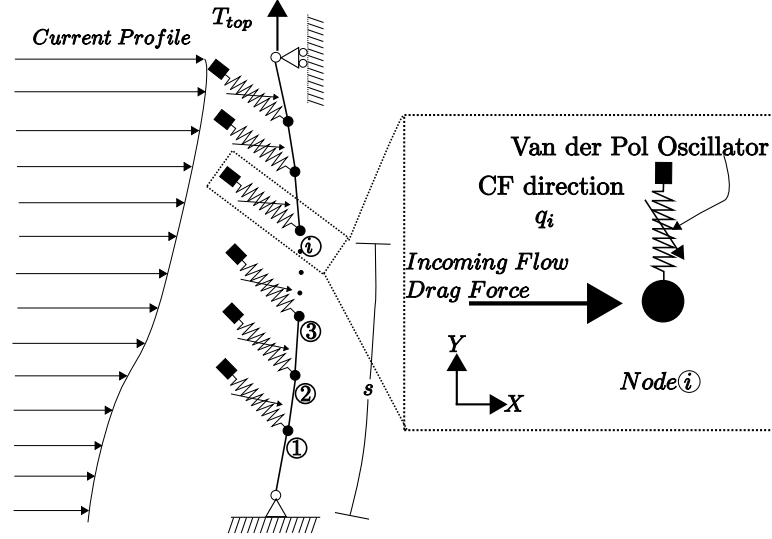 T_top
Current Profile
Van der Pol Oscillator
CF direction
q_i
ⓘ
Incoming Flow
Drag Force
③
Y
②
s
Node ⓘ
X
①